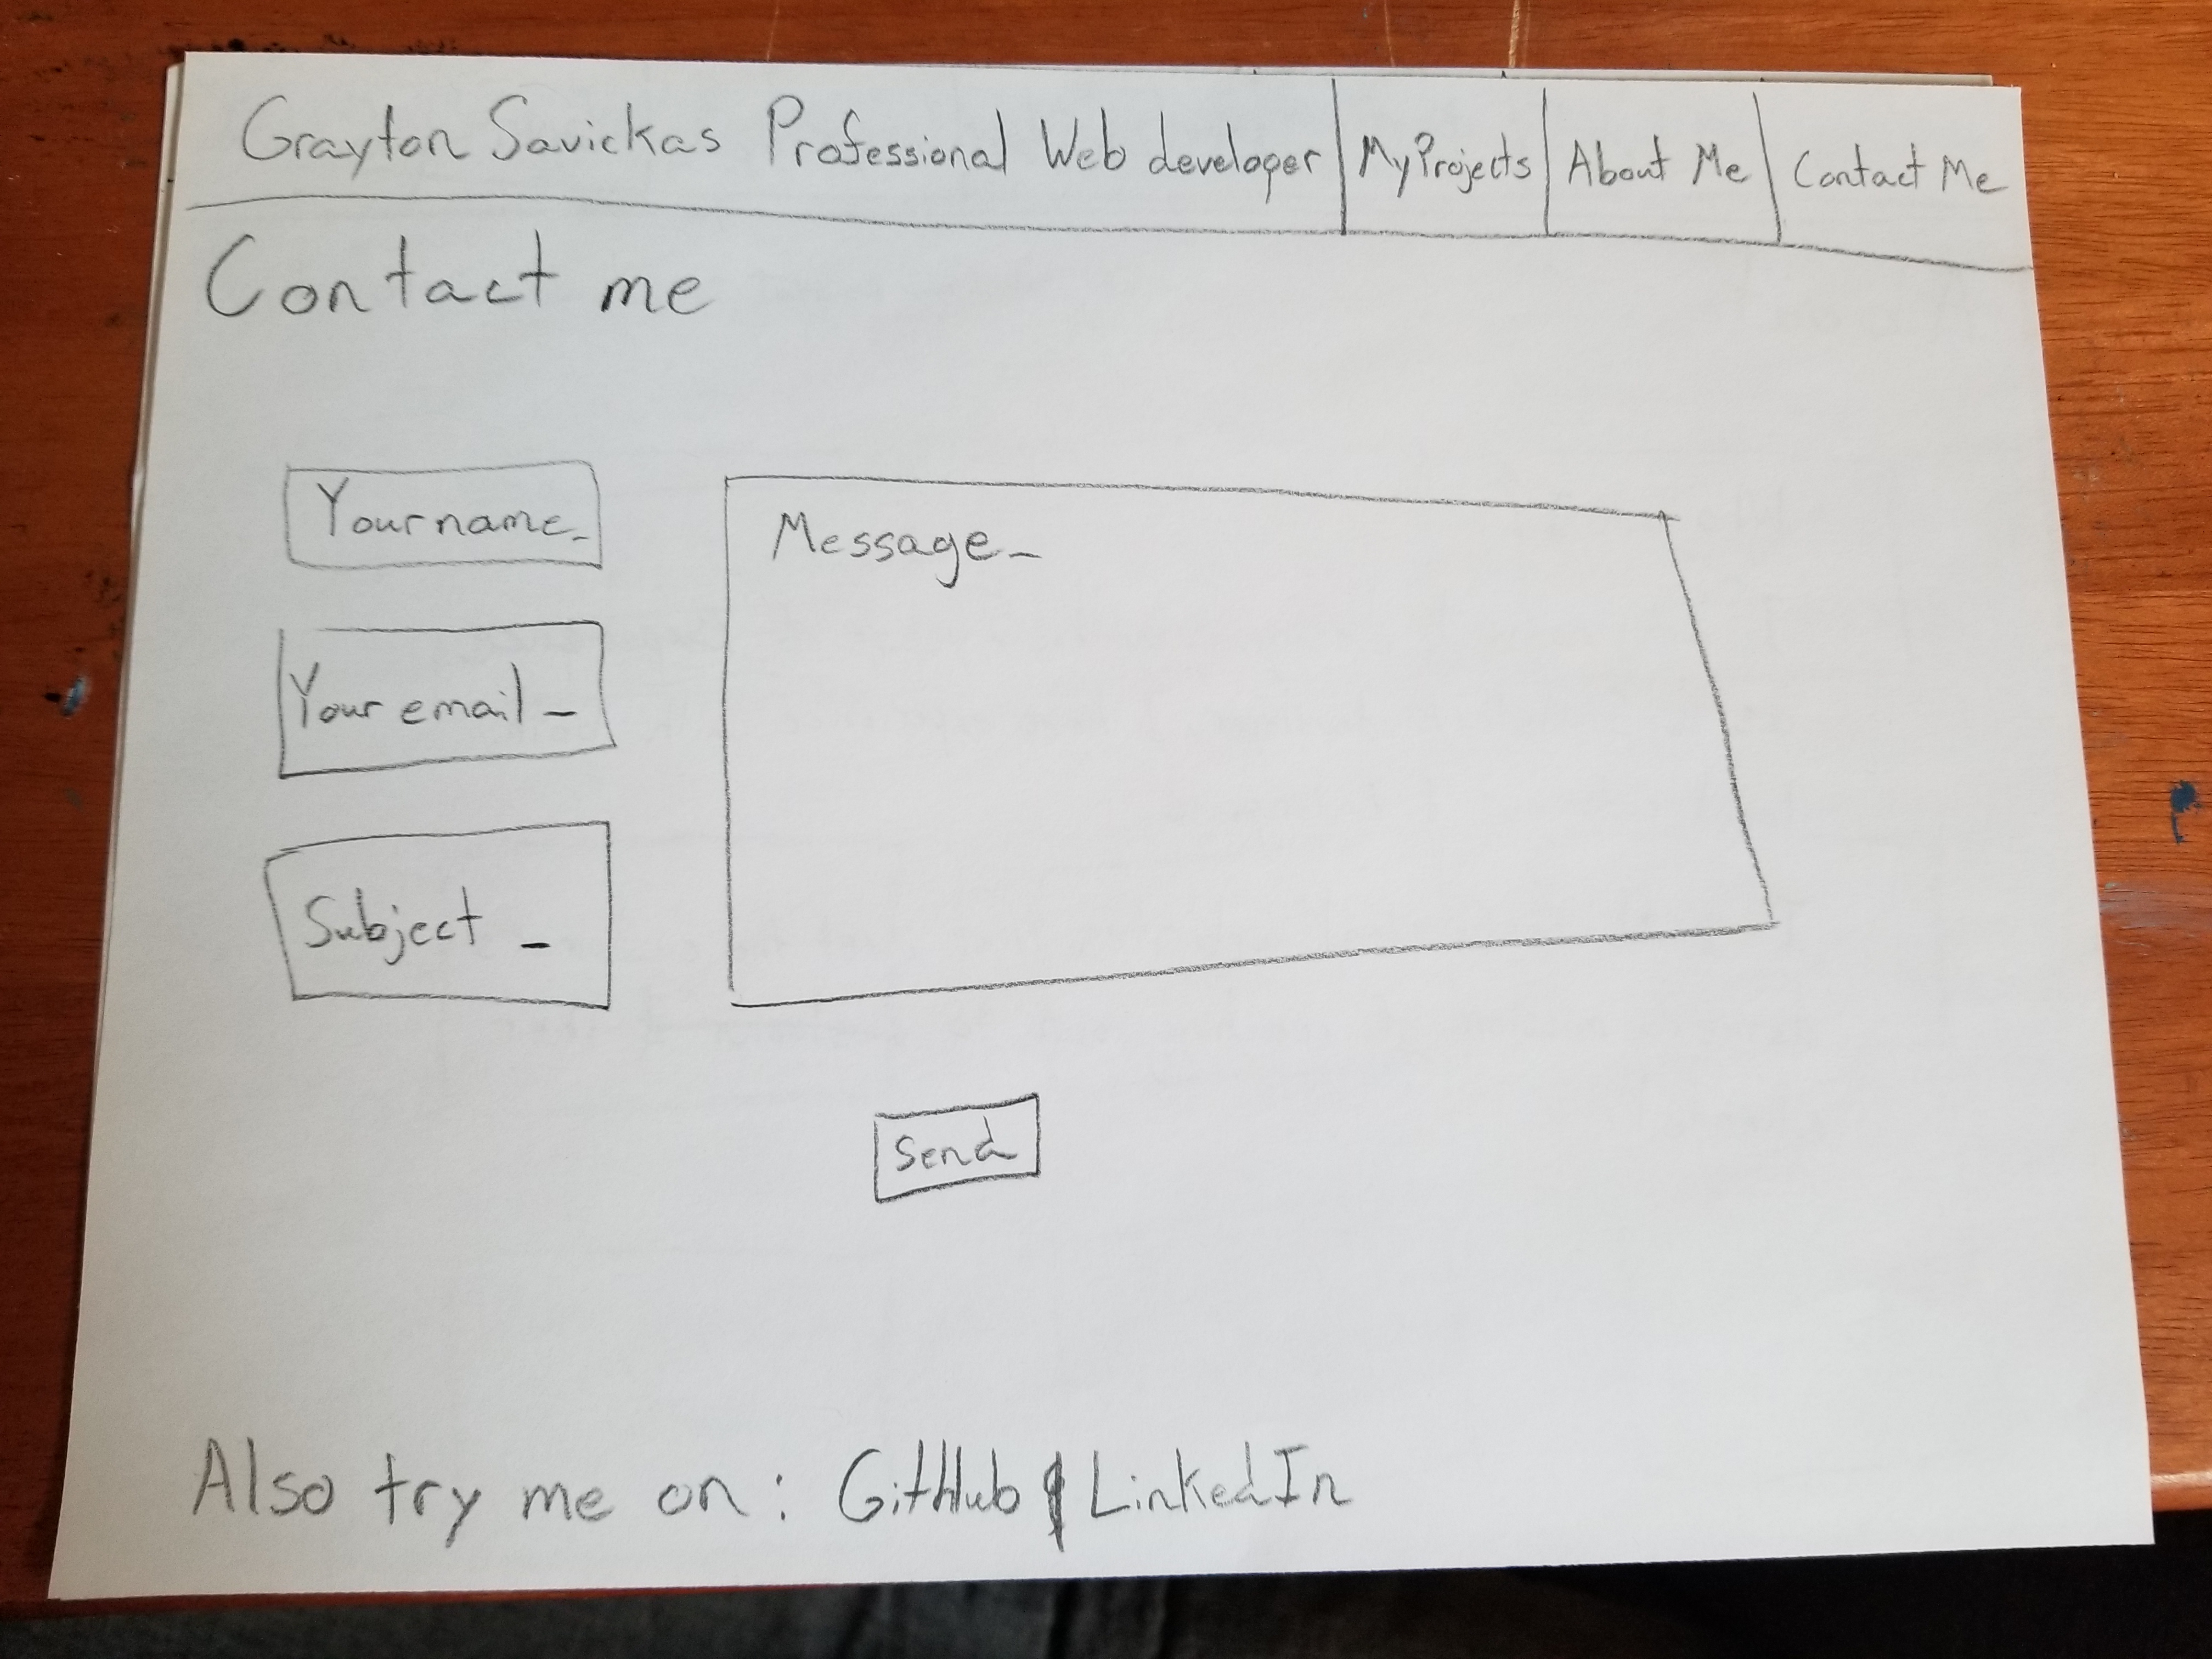 Grayton Savickas Professional Web developer | My Projects | About Me | Contact Me
Contact me
Your name_
Your email_
Subject _
Message_
Send
Also try me on: GitHub | LinkedIn